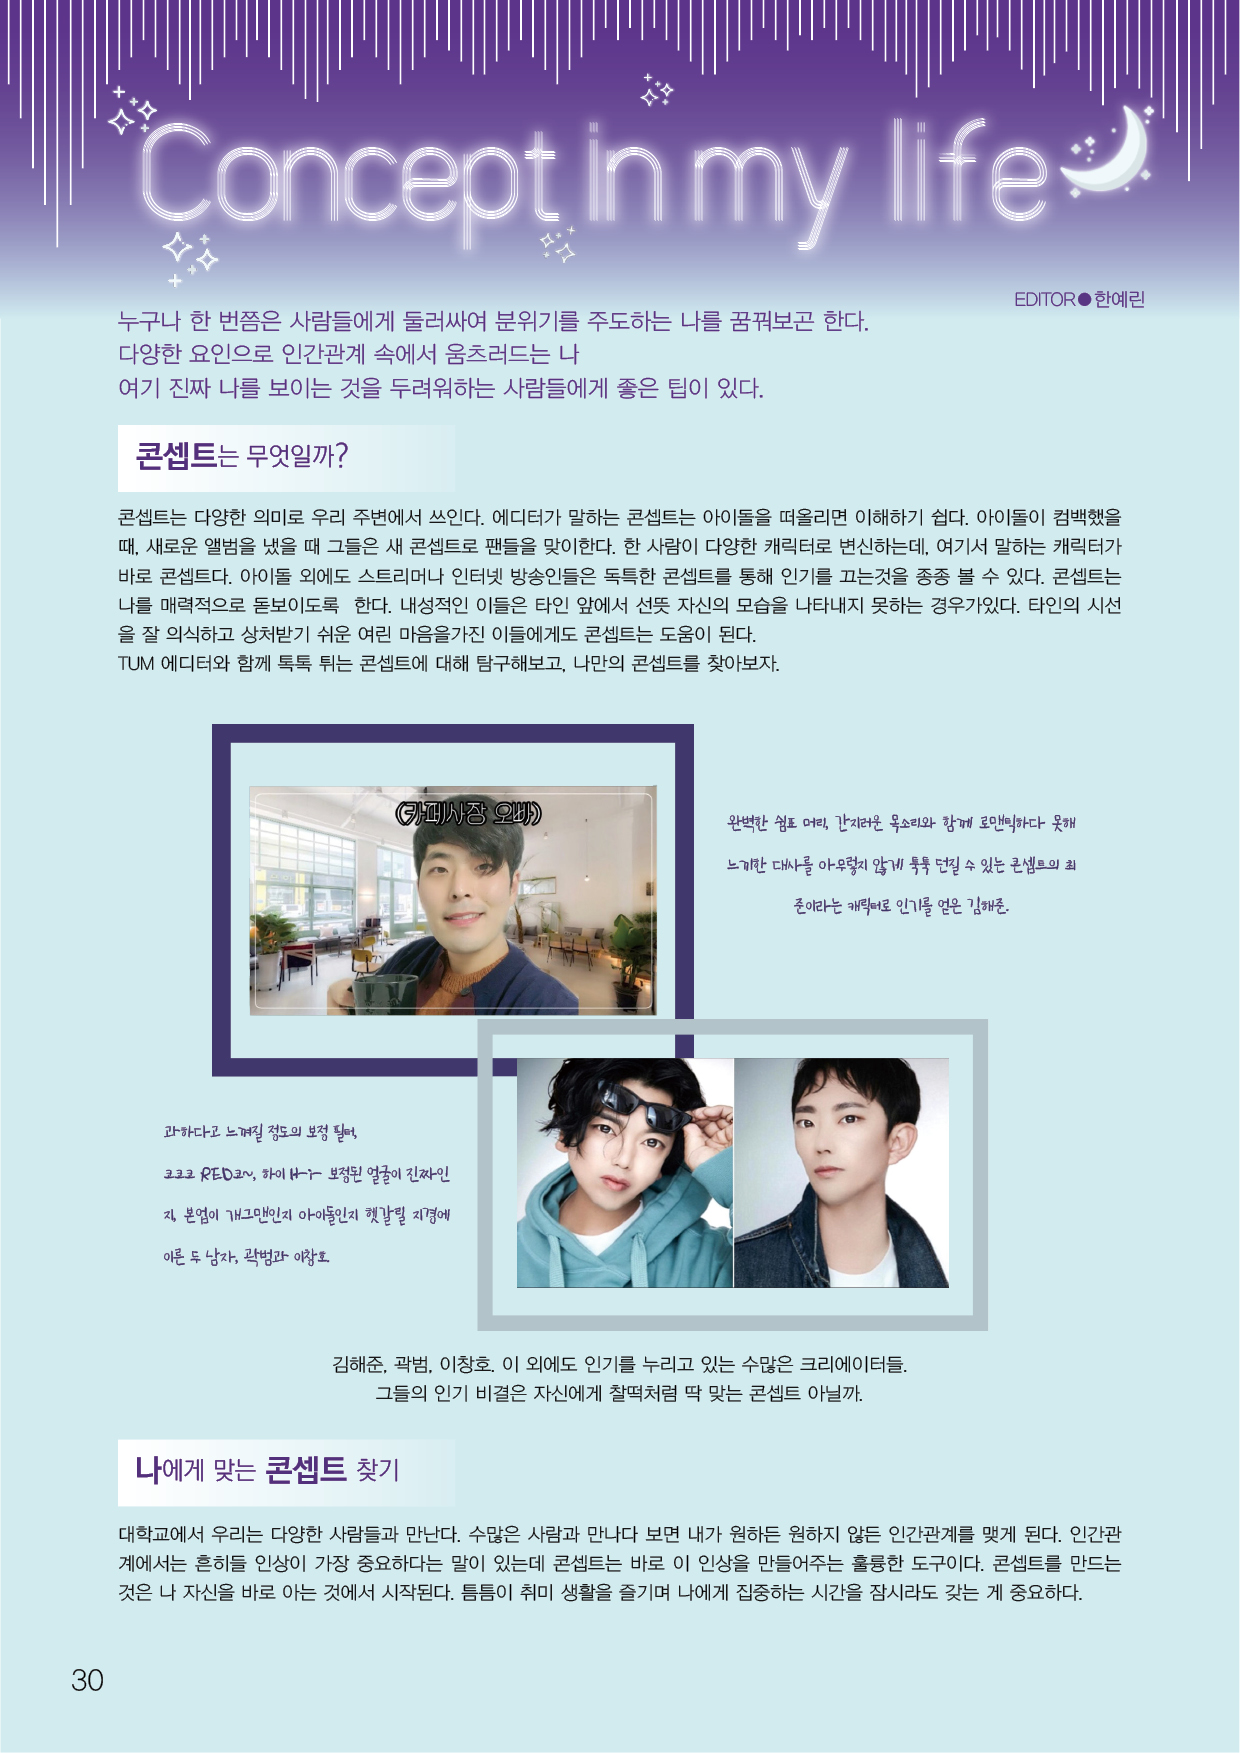 Concept in my life
EDITOR●한예린
누구나 한 번쯤은 사람들에게 둘러싸여 분위기를 주도하는 나를 꿈꿔보곤 한다.
다양한 요인으로 인간관계 속에서 움츠러드는 나
여기 진짜 나를 보이는 것을 두려워하는 사람들에게 좋은 팁이 있다.
콘셉트는 무엇일까?
콘셉트는 다양한 의미로 우리 주변에서 쓰인다. 에디터가 말하는 콘셉트는 아이돌을 떠올리면 이해하기 쉽다. 아이돌이 컴백했을
때, 새로운 앨범을 냈을 때 그들은 새 콘셉트로 팬들을 맞이한다. 한 사람이 다양한 캐릭터로 변신하는데, 여기서 말하는 캐릭터가
바로 콘셉트다. 아이돌 외에도 스트리머나 인터넷 방송인들은 독특한 콘셉트를 통해 인기를 끄는것을 종종 볼 수 있다. 콘셉트는
나를 매력적으로 돋보이도록 한다. 내성적인 이들은 타인 앞에서 선뜻 자신의 모습을 나타내지 못하는 경우가있다. 타인의 시선
을 잘 의식하고 상처받기 쉬운 여린 마음을가진 이들에게도 콘셉트는 도움이 된다.
TUM 에디터와 함께 톡톡 튀는 콘셉트에 대해 탐구해보고, 나만의 콘셉트를 찾아보자.
(카페사장 오빠)
완벽한 쉼표 머리, 간지러운 목소리와 함께 로맨틱하다 못해
느끼한 대사를 아무렇지 않게 툭툭 던질 수 있는 콘셉트의 최
준이라는 캐릭터로 인기를 얻은 김해준.
과하다고 느껴질 정도의 보정 필터,
코코코 RED코~, 하이 H-i- 보정된 얼굴이 진짜인
지, 본업이 개그맨인지 아이돌인지 헷갈릴 지경에
이른 두 남자, 곽범과 이창호.
김해준, 곽범, 이창호. 이 외에도 인기를 누리고 있는 수많은 크리에이터들.
그들의 인기 비결은 자신에게 찰떡처럼 딱 맞는 콘셉트 아닐까.
나에게 맞는 콘셉트 찾기
대학교에서 우리는 다양한 사람들과 만난다. 수많은 사람과 만나다 보면 내가 원하든 원하지 않든 인간관계를 맺게 된다. 인간관
계에서는 흔히들 인상이 가장 중요하다는 말이 있는데 콘셉트는 바로 이 인상을 만들어주는 훌륭한 도구이다. 콘셉트를 만드는
것은 나 자신을 바로 아는 것에서 시작된다. 틈틈이 취미 생활을 즐기며 나에게 집중하는 시간을 잠시라도 갖는 게 중요하다.
30